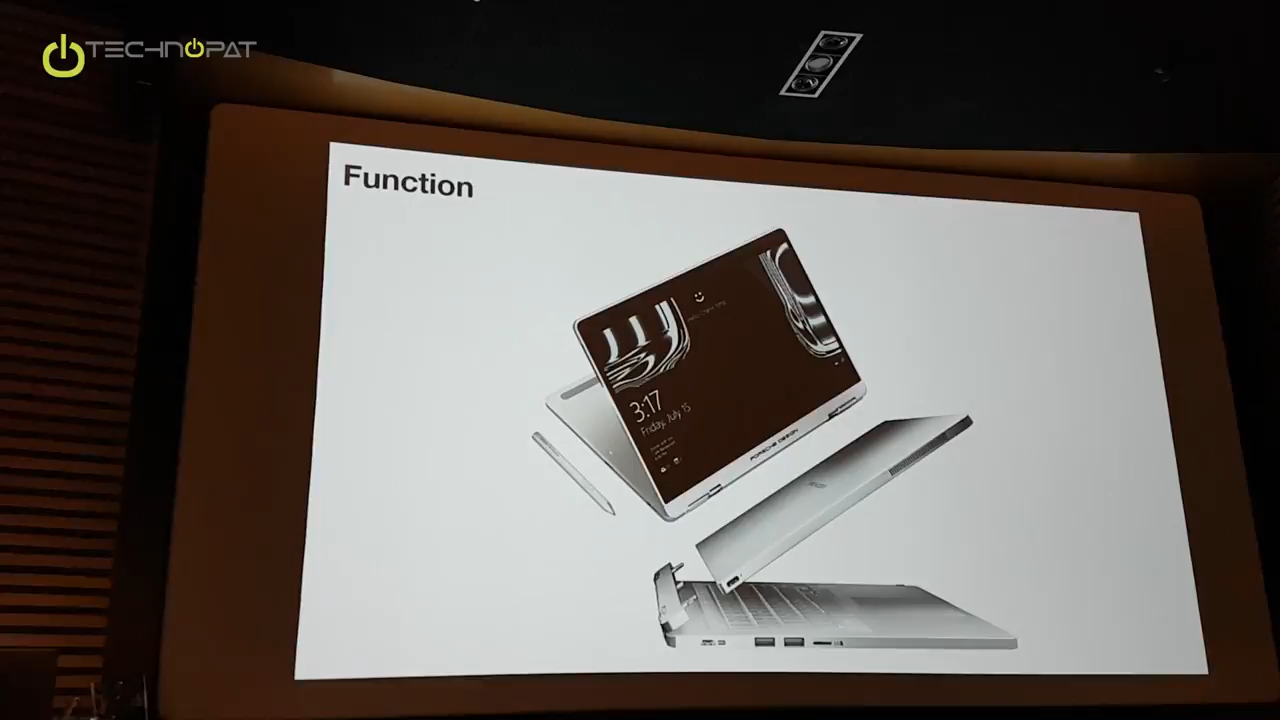 TECHNOPAT
Function
3:17
Friday, July 15
PORSCHE DESIGN